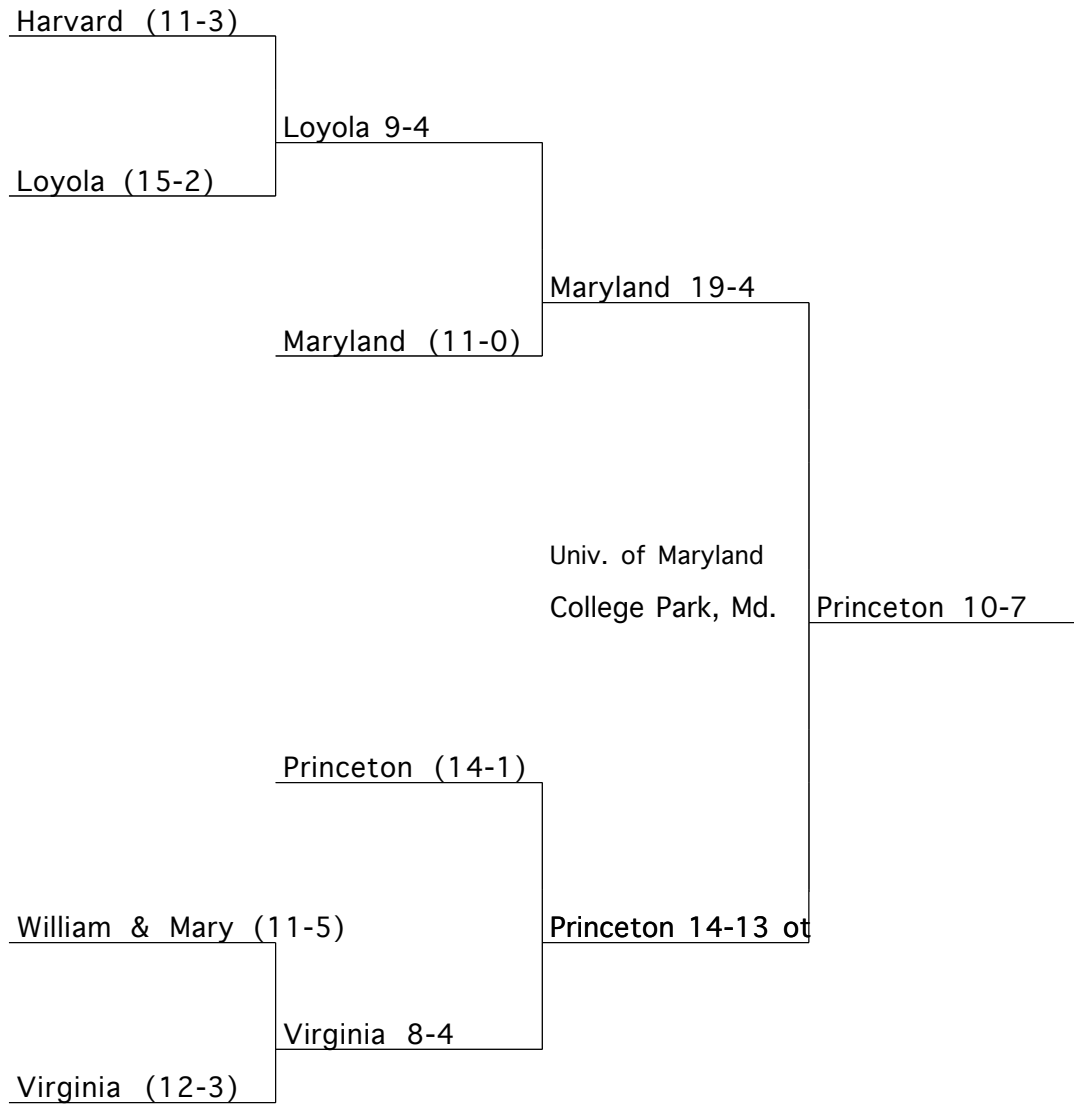 Harvard (11-3)
Loyola 9-4
Loyola (15-2)
Maryland 19-4
Maryland (11-0)
Univ. of Maryland
College Park, Md.
Princeton 10-7
Princeton (14-1)
William & Mary (11-5)
Princeton 14-13 ot
Virginia 8-4
Virginia (12-3)